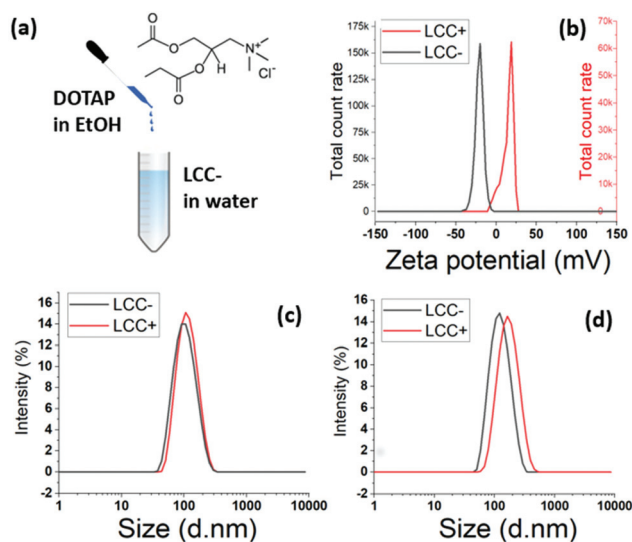 (a)
O
O
O
O
H
N+
Cl-
DOTAP
in EtOH
LCC-
in water
(b)
LCC+
LCC-
Total count rate
175k
150k
125k
100k
75k
50k
25k
0
70k
60k
50k
40k
30k
20k
10k
0
Total count rate
-150 -100 -50 0 50 100 150
Zeta potential (mV)
(c)
LCC-
LCC+
Intensity (%)
16
14
12
10
8
6
4
2
0
-2
1 10 100 1000 10000
Size (d.nm)
(d)
LCC-
LCC+
Intensity (%)
16
14
12
10
8
6
4
2
0
-2
1 10 100 1000 10000
Size (d.nm)